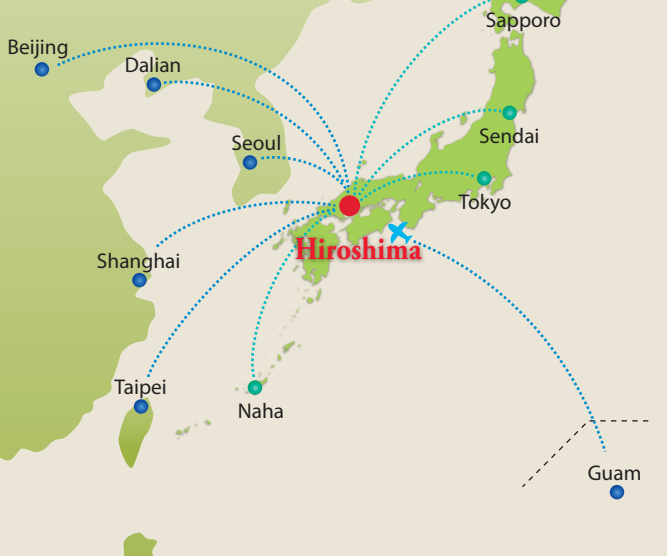 Sapporo
Beijing
Dalian
Sendai
Seoul
Tokyo
Hiroshima
Shanghai
Taipei
Naha
Guam